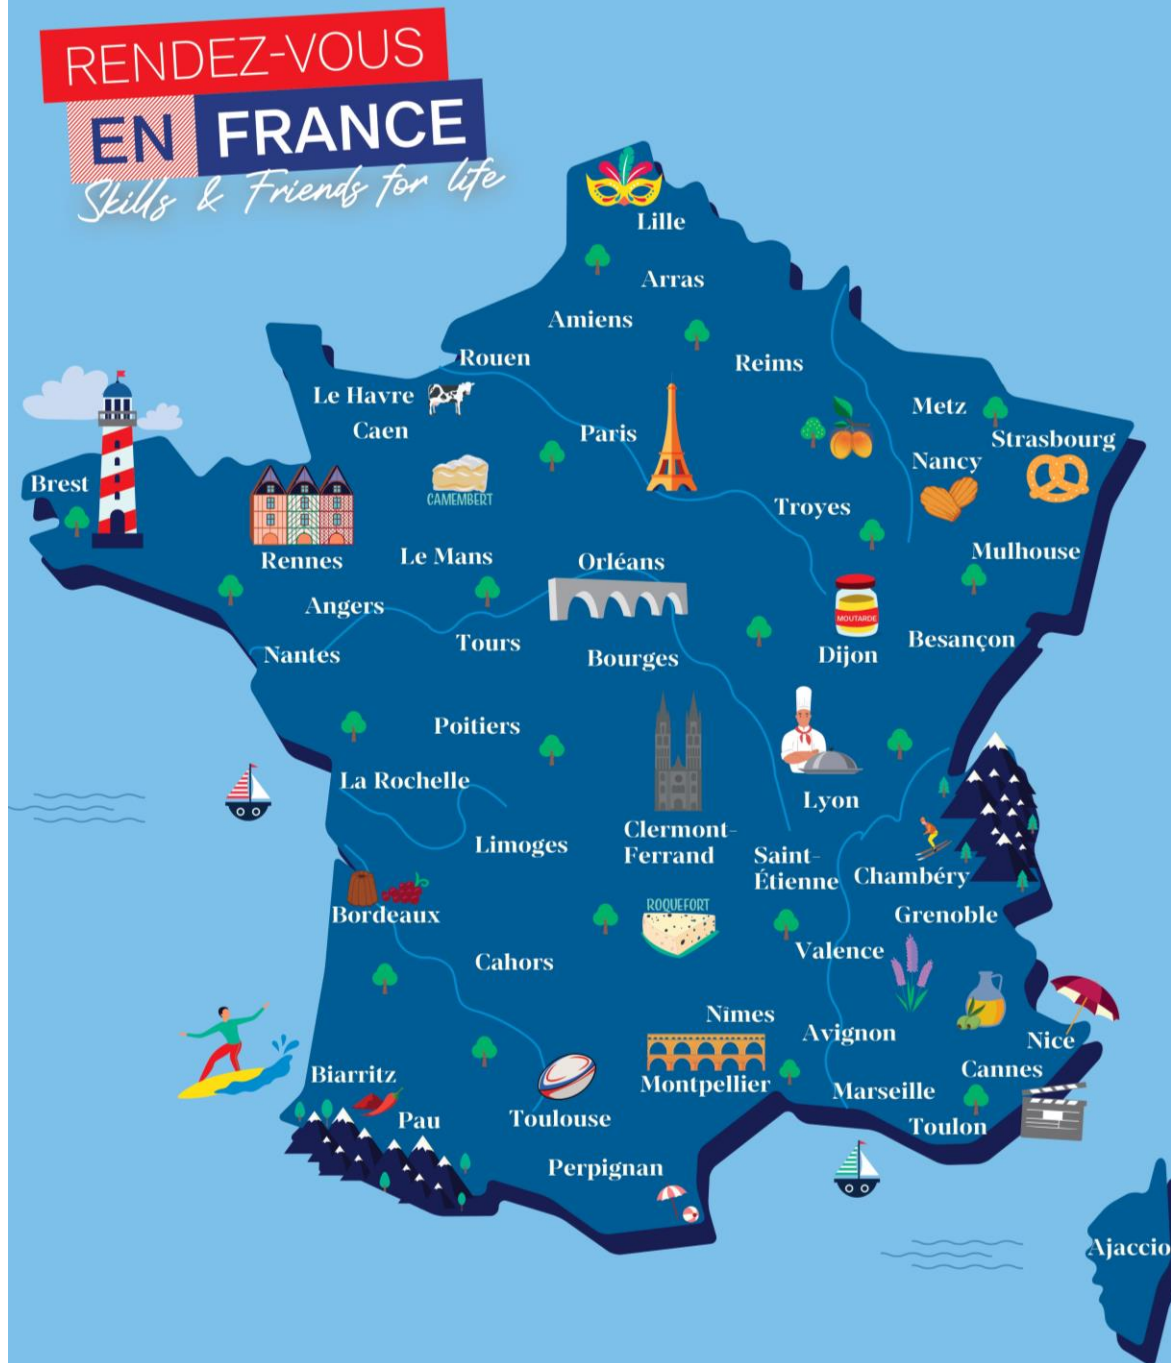 RENDEZ-VOUS
EN FRANCE
Skills & Friends for life
Lille
Arras
Amiens
Rouen
Reims
Le Havre
Metz
Caen
Paris
Strasbourg
Nancy
Brest
CAMEMBERT
Troyes
Rennes
Le Mans
Orléans
Mulhouse
Angers
MOUTARDE
Tours
Besançon
Nantes
Bourges
Dijon
Poitiers
La Rochelle
Lyon
Clermont-
Ferrand
Limoges
Saint-
Étienne
Chambéry
ROQUEFORT
Bordeaux
Grenoble
Valence
Cahors
Nîmes
Avignon
Nice
Cannes
Biarritz
Montpellier
Marseille
Pau
Toulouse
Toulon
Perpignan
Ajaccio